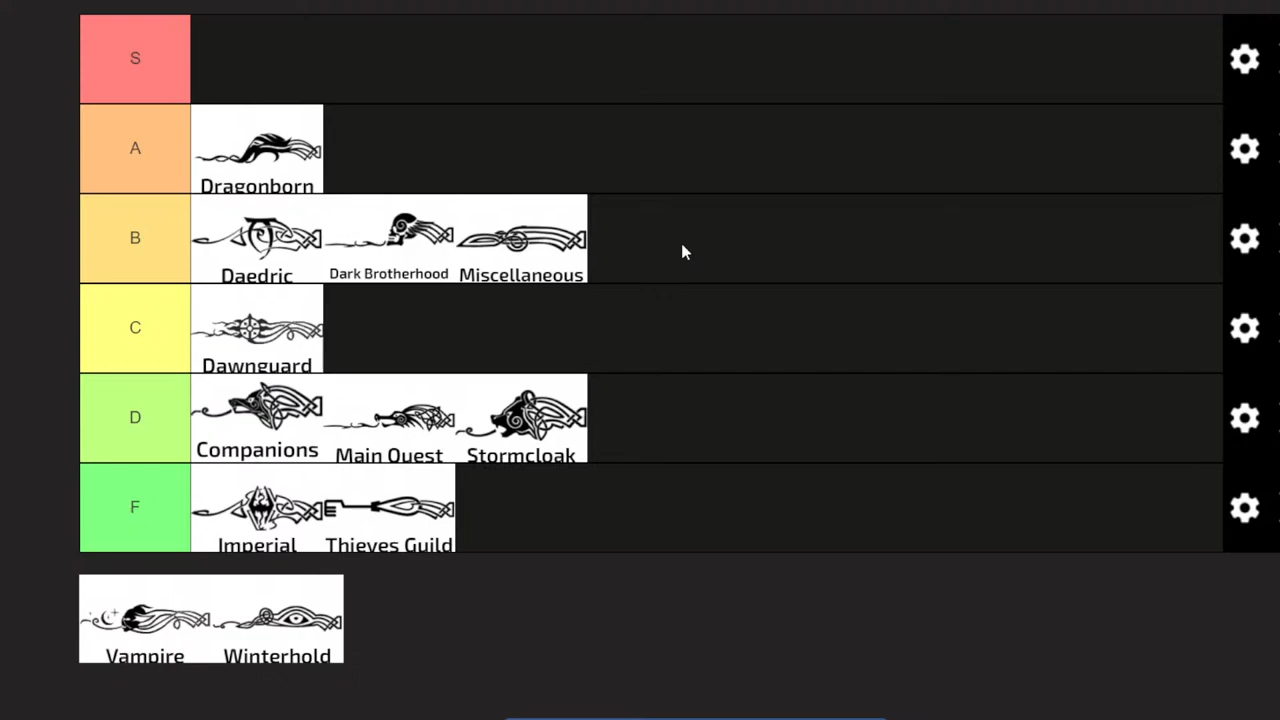 S
A
Dragonborn
B
Daedric Dark Brotherhood Miscellaneous
C
Dawnguard
D
Companions Main Quest Stormcloak
F
Imperial Thieves Guild
Vampire Winterhold